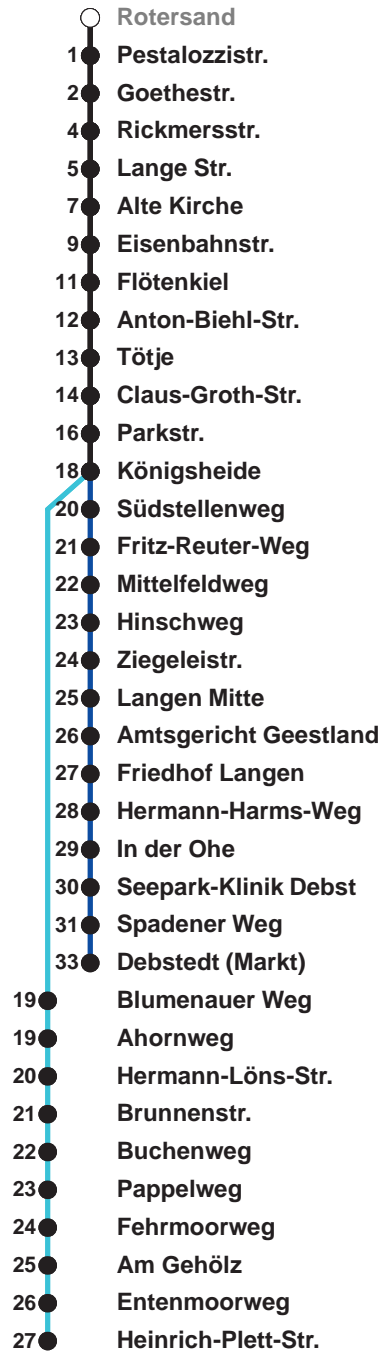 Rotersand
1 Pestalozzistr.
2 Goethestr.
4 Rickmersstr.
5 Lange Str.
7 Alte Kirche
9 Eisenbahnstr.
11 Flötenkiel
12 Anton-Biehl-Str.
13 Tötje
14 Claus-Groth-Str.
16 Parkstr.
18 Königsheide
20 Südstellenweg
21 Fritz-Reuter-Weg
22 Mittelfeldweg
23 Hinschweg
24 Ziegeleistr.
25 Langen Mitte
26 Amtsgericht Geestland
27 Friedhof Langen
28 Hermann-Harms-Weg
29 In der Ohe
30 Seepark-Klinik Debst
31 Spadener Weg
33 Debstedt (Markt)
19 Blumenauer Weg
19 Ahornweg
20 Hermann-Löns-Str.
21 Brunnenstr.
22 Buchenweg
23 Pappelweg
24 Fehrmoorweg
25 Am Gehölz
26 Entenmoorweg
27 Heinrich-Plett-Str.